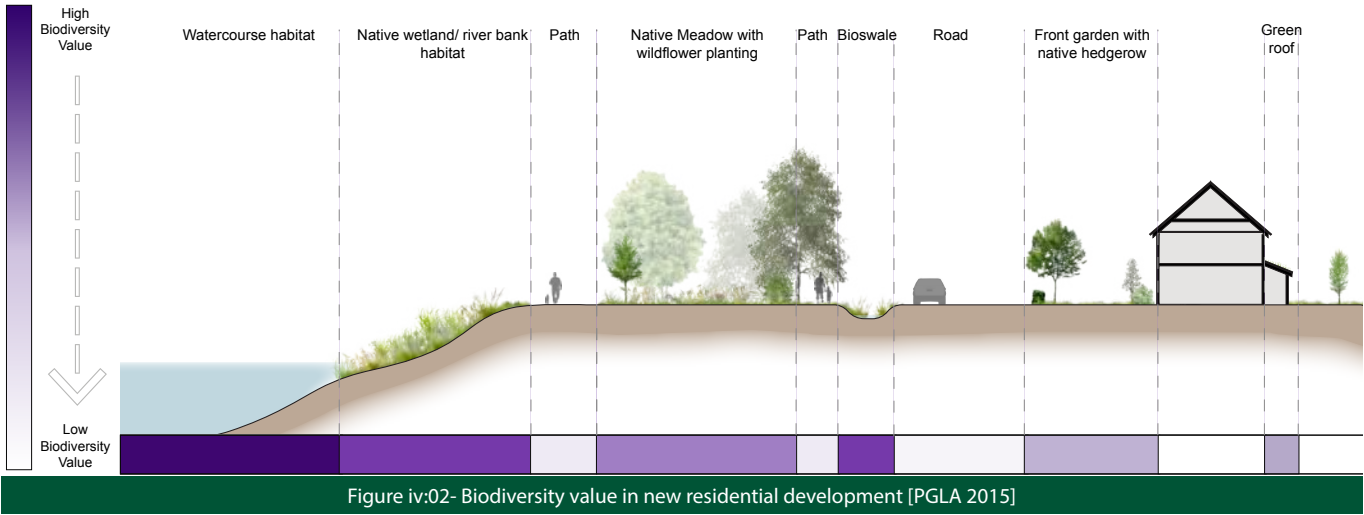 High
Biodiversity
Value
Watercourse habitat
Native wetland/ river bank
habitat
Path
Native Meadow with
wildflower planting
Path
Bioswale
Road
Front garden with
native hedgerow
Green
roof
Low
Biodiversity
Value
Figure iv:02- Biodiversity value in new residential development [PGLA 2015]